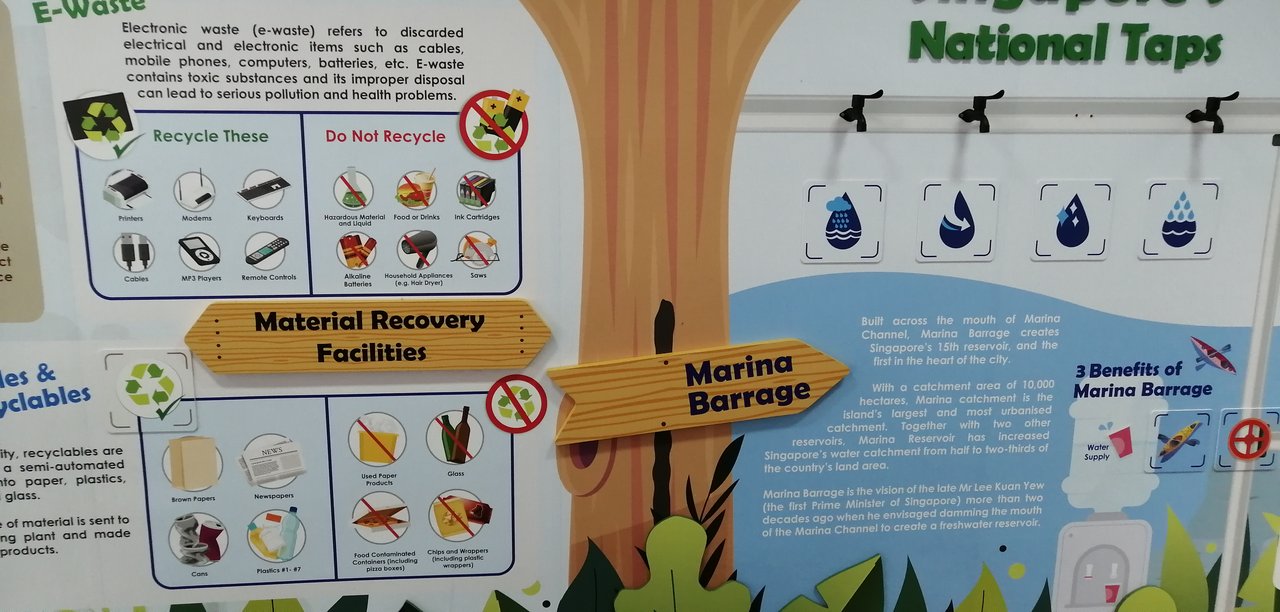 E-Waste
Electronic waste (e-waste) refers to discarded
electrical and electronic items such as cables,
mobile phones, computers, batteries, etc. E-waste
contains toxic substances and its improper disposal
can lead to serious pollution and health problems.
Recycle These
Do Not Recycle
Printers
Modems
Keyboards
Cables
MP3 Players
Remote Controls
Hazardous Material
and Liquid
Food or Drinks
Ink Cartridges
Alkaline
Batteries
Household Appliances
(e.g. Hair Dryer)
Saws
Material Recovery
Facilities
les &
yclables
ity, recyclables are
a semi-automated
nto paper, plastics,
glass.
e of material is sent to
ng plant and made
products.
Brown Papers
NEWS
Newspapers
Cans
Plastics #1- #7
Used Paper
Products
Glass
Food Contaminated
Containers (including
pizza boxes)
Chips and Wrappers
(including plastic
wrappers)
Marina
Barrage
Singapore's
National Taps
Built across the mouth of Marina
Channel, Marina Barrage creates
Singapore's 15th reservoir, and the
first in the heart of the city.
With a catchment area of 10,000
hectares, Marina catchment is the
island's largest and most urbanised
catchment. Together with two other
reservoirs, Marina Reservoir has increased
Singapore's water catchment from half to two-thirds of
the country's land area.
Marina Barrage is the vision of the late Mr Lee Kuan Yew
(the first Prime Minister of Singapore) more than two
decades ago when he envisaged damming the mouth
of the Marina Channel to create a freshwater reservoir.
3 Benefits of
Marina Barrage
Water
Supply